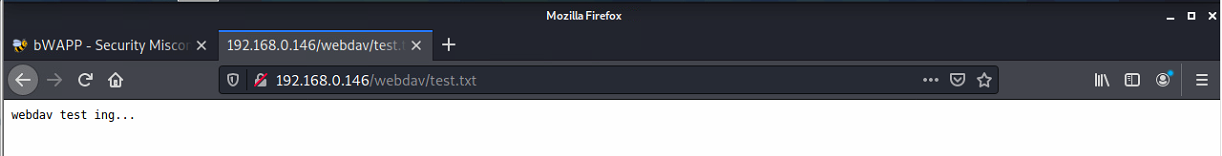 Mozilla Firefox
bWAPP - Security Miscon
192.168.0.146/webdav/test.t
192.168.0.146/webdav/test.txt
webdav test ing...